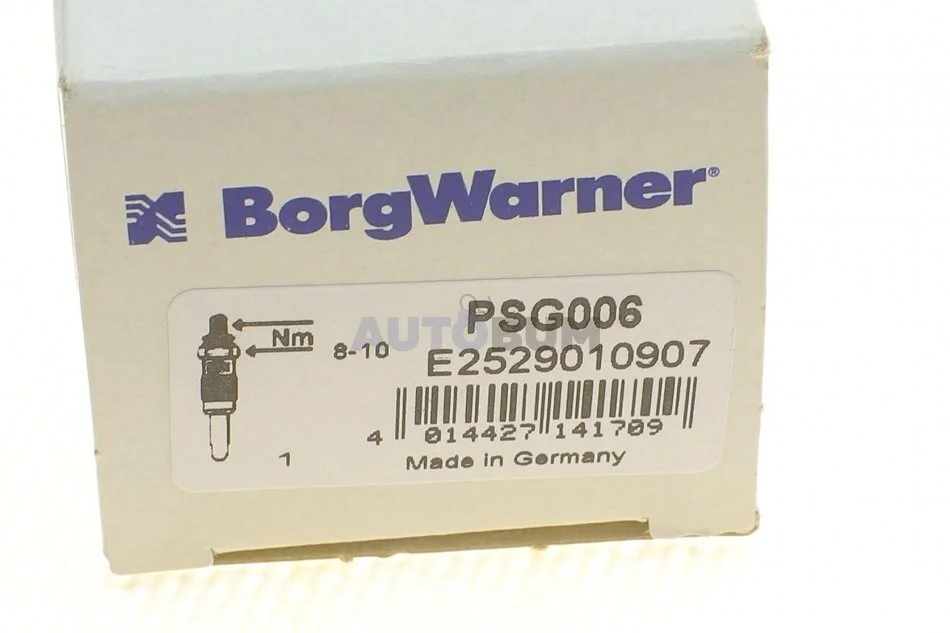 BorgWarner®
PSG006
AUTOBUM
Nm
8-10
E2529010907
4 014427 141709
1
Made in Germany